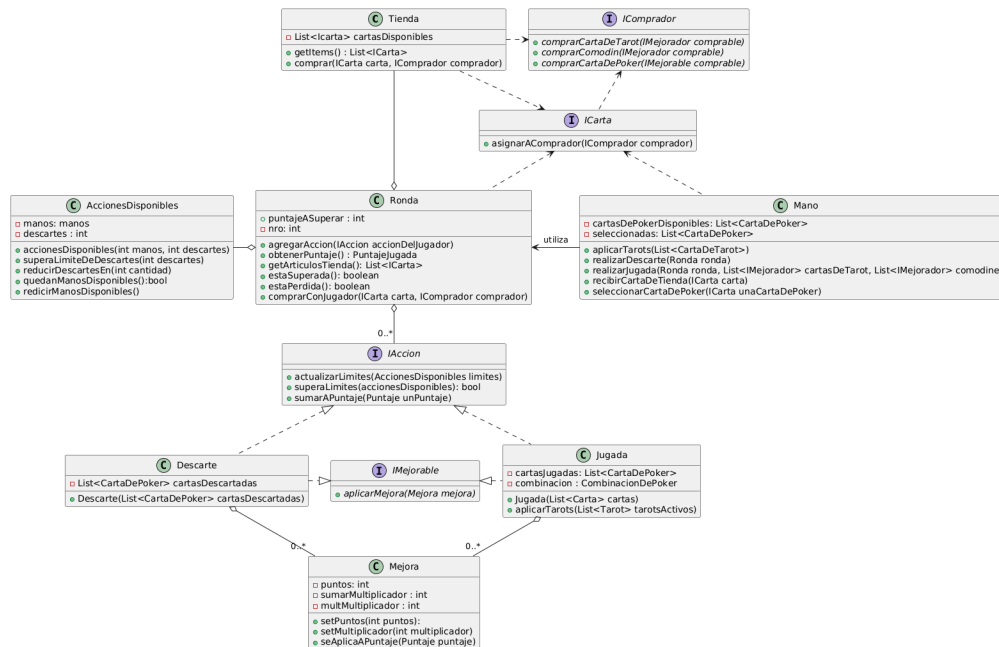 C Tienda
List<Icarta> cartasDisponibles
getItems() : List<ICarta>
comprar(ICarta carta, IComprador comprador)
I IComprador
comprarCartaDeTarot(IMejorador comprable)
comprarComodin(IMejorador comprable)
comprarCartaDePoker(IMejorable comprable)
I ICarta
asignarAComprador(IComprador comprador)
C AccionesDisponibles
manos: manos
descartes : int
accionesDisponibles(int manos, int descartes)
superaLimiteDeDescartes(int descartes)
reducirDescartesEn(int cantidad)
quedanManosDisponibles():bool
redicirManosDisponibles()
C Ronda
puntajeASuperar : int
nro: int
agregarAccion(IAccion accionDelJugador)
obtenerPuntaje() : PuntajeJugada
getArticulosTienda(): List<ICarta>
estaSuperada(): boolean
estaPerdida(): boolean
comprarConJugador(ICarta carta, IComprador comprador)
utiliza
C Mano
cartasDePokerDisponibles: List<CartaDePoker>
seleccionadas: List<CartaDePoker>
aplicarTarots(List<CartaDeTarot>)
realizarDescarte(Ronda ronda)
realizarJugada(Ronda ronda, List<IMejorador> cartasDeTarot, List<IMejorador> comodine
recibirCartaDeTienda(ICarta carta)
seleccionarCartaDePoker(ICarta unaCartaDePoker)
0..*
I IAccion
actualizarLimites(AccionesDisponibles limites)
superaLimites(accionesDisponibles): bool
sumarAPuntaje(Puntaje unPuntaje)
C Descarte
List<CartaDePoker> cartasDescartadas
Descarte(List<CartaDePoker> cartasDescartadas)
I IMejorable
aplicarMejora(Mejora mejora)
C Jugada
cartasJugadas: List<CartaDePoker>
combinacion : CombinacionDePoker
Jugada(List<Carta> cartas)
aplicarTarots(List<Tarot> tarotsActivos)
0..*
0..*
C Mejora
puntos: int
sumarMultiplicador : int
multMultiplicador : int
setPuntos(int puntos):
setMultiplicador(int multiplicador)
seAplicaAPuntaje(Puntaje puntaje)